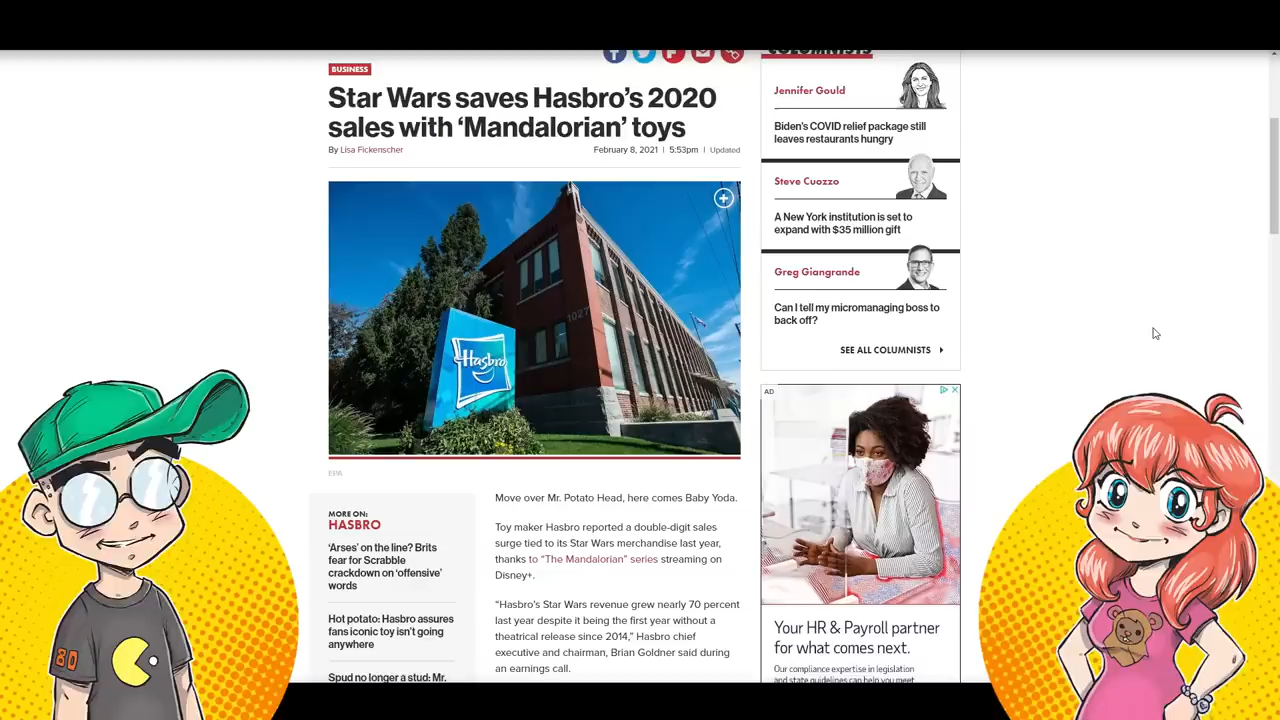 BUSINESS
Star Wars saves Hasbro's 2020
sales with 'Mandalorian' toys
By Lisa Fickenscher
February 8, 2021 | 5:53pm | Updated
1027
Hasbro
EPA
MORE ON:
HASBRO
'Arses' on the line? Brits
fear for Scrabble
crackdown on 'offensive'
words
Hot potato: Hasbro assures
fans iconic toy isn't going
anywhere
Spud no longer a stud: Mr.
Move over Mr. Potato Head, here comes Baby Yoda.
Toy maker Hasbro reported a double-digit sales
surge tied to its Star Wars merchandise last year,
thanks to "The Mandalorian" series streaming on
Disney+.
"Hasbro's Star Wars revenue grew nearly 70 percent
last year despite it being the first year without a
theatrical release since 2014," Hasbro chief
executive and chairman, Brian Goldner said during
an earnings call.
COLUMNISTS
Jennifer Gould
Biden's COVID relief package still
leaves restaurants hungry
Steve Cuozzo
A New York institution is set to
expand with $35 million gift
Greg Giangrande
Can I tell my micromanaging boss to
back off?
SEE ALL COLUMNISTS
AD
Your HR & Payroll partner
for what comes next.
Our compliance expertise in legislation
and state guidelines can help you meet
80